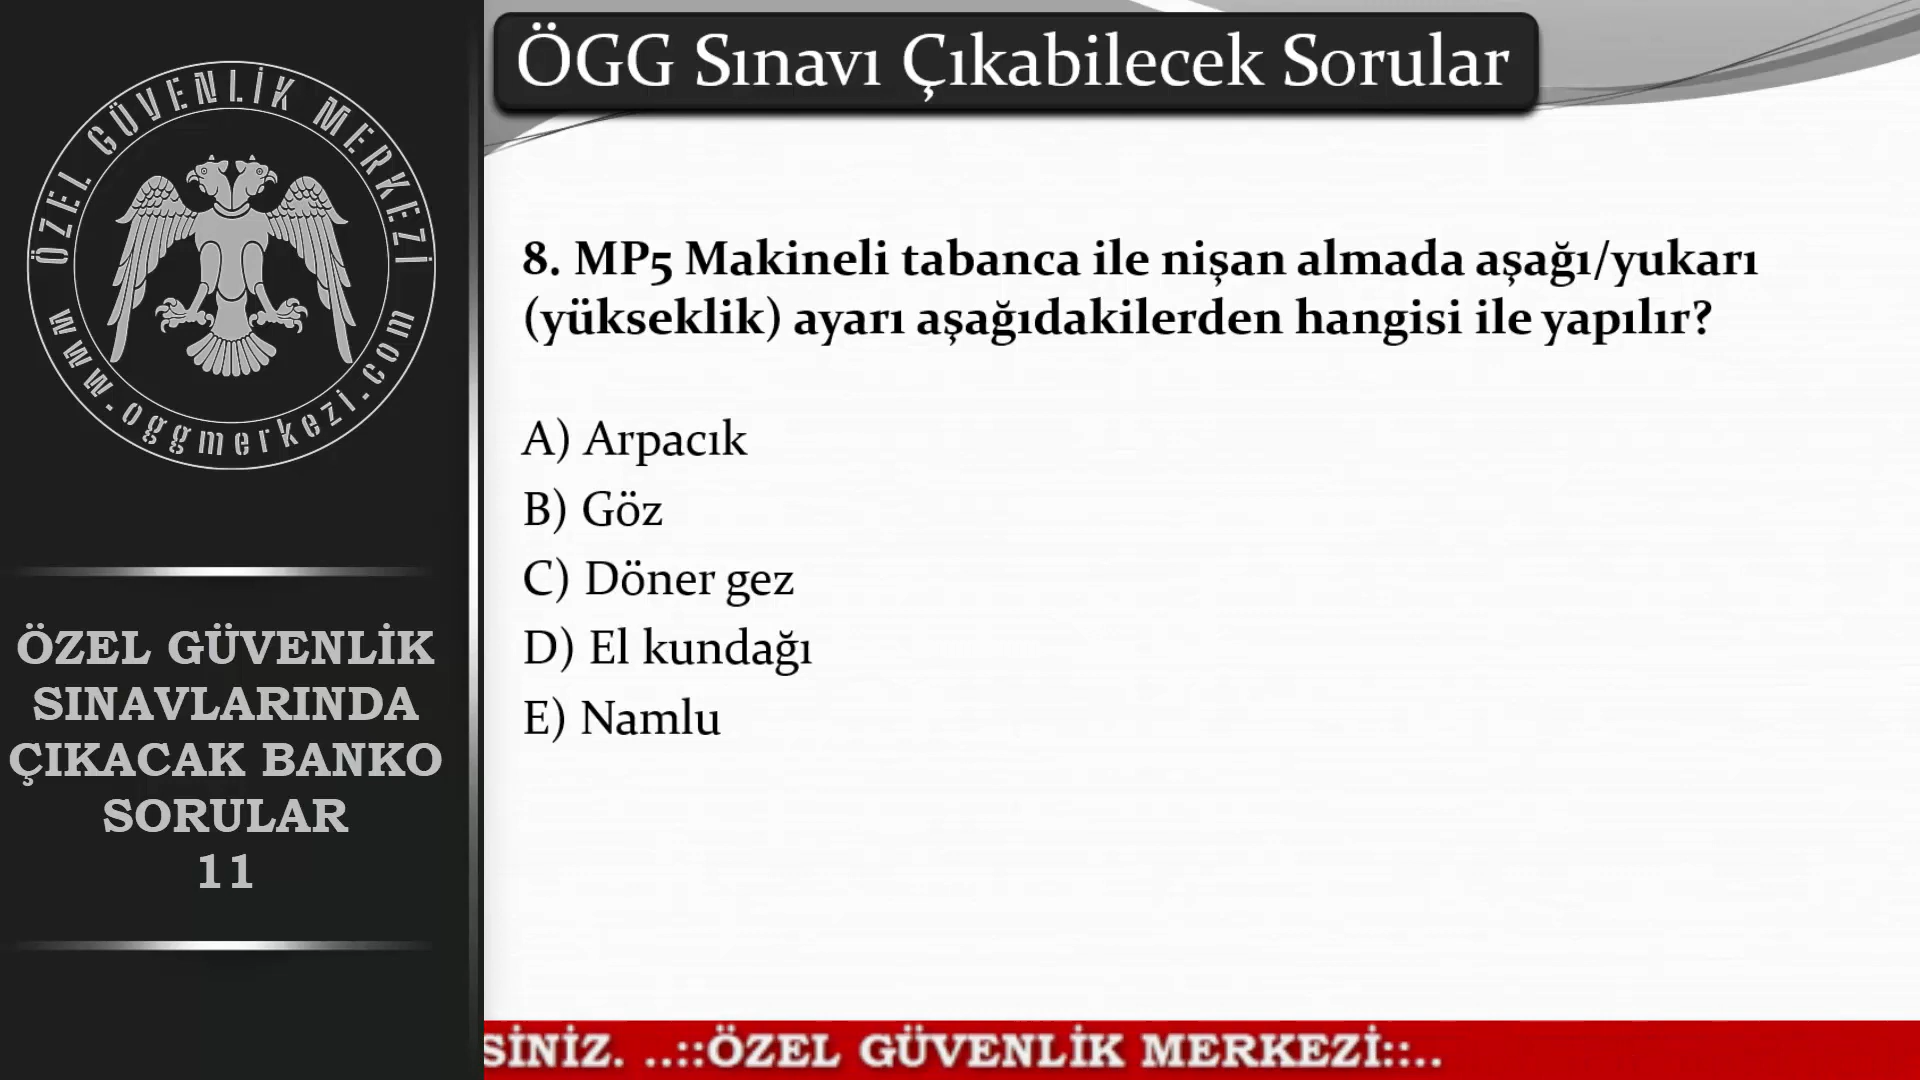 ÖGG Sınavı Çıkabilecek Sorular
ÖZEL GÜVENLİK MERKEZİ
www.oggmerkezi.com
ÖZEL GÜVENLİK
SINAVLARINDA
ÇIKACAK BANKO
SORULAR
11
8. MP5 Makineli tabanca ile nişan almada aşağı/yukarı
(yükseklik) ayarı aşağıdakilerden hangisi ile yapılır?
A) Arpacık
B) Göz
C) Döner gez
D) El kundağı
E) Namlu
SİNİZ. ..::ÖZEL GÜVENLİK MERKEZİ::..